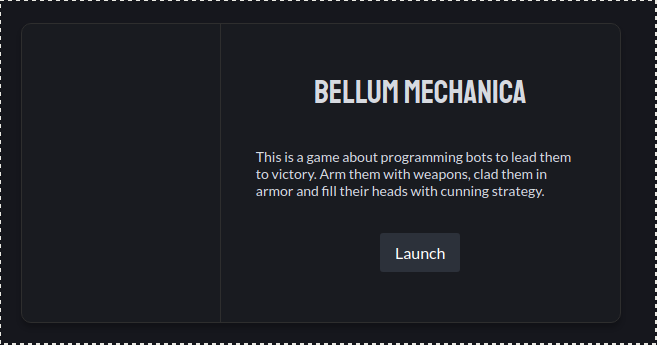 BELLUM MECHANICA
This is a game about programming bots to lead them
to victory. Arm them with weapons, clad them in
armor and fill their heads with cunning strategy.
Launch